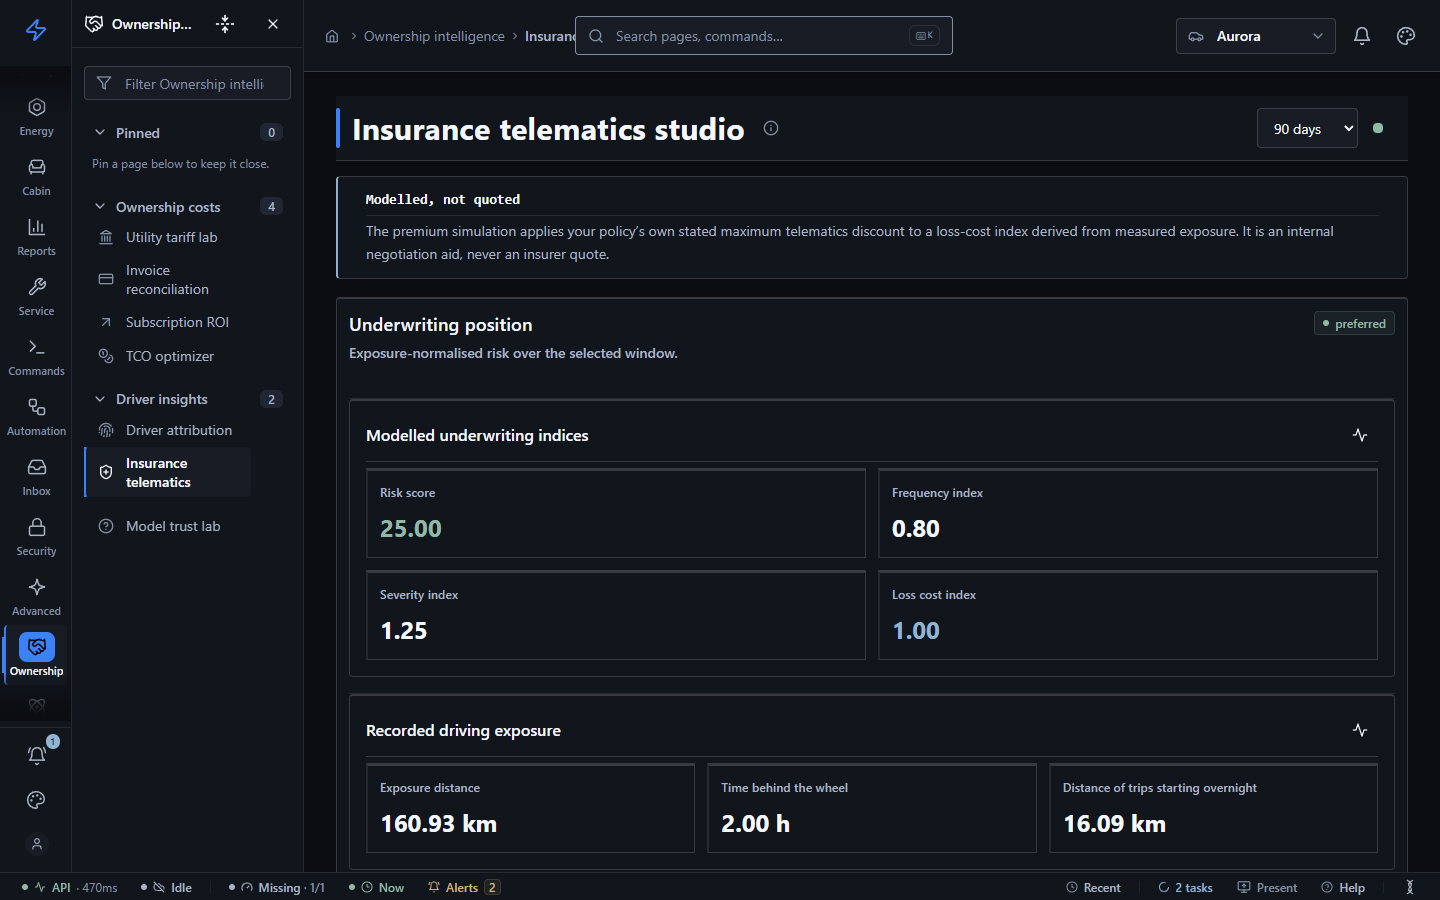 Ownership...
Ownership intelligence
Insuranc
Search pages, commands...
K
Aurora
Energy
Cabin
Reports
Service
Commands
Automation
Inbox
Security
Advanced
Ownership
1
Filter Ownership intelli
Pinned
0
Pin a page below to keep it close.
Ownership costs
4
Utility tariff lab
Invoice
reconciliation
Subscription ROI
TCO optimizer
Driver insights
2
Driver attribution
Insurance
telematics
Model trust lab
Insurance telematics studio
90 days
Modelled, not quoted
The premium simulation applies your policy’s own stated maximum telematics discount to a loss-cost index derived from measured exposure. It is an internal
negotiation aid, never an insurer quote.
Underwriting position
preferred
Exposure-normalised risk over the selected window.
Modelled underwriting indices
Risk score
25.00
Frequency index
0.80
Severity index
1.25
Loss cost index
1.00
Recorded driving exposure
Exposure distance
160.93 km
Time behind the wheel
2.00 h
Distance of trips starting overnight
16.09 km
API · 470ms
Idle
Missing · 1/1
Now
Alerts 2
Recent
2 tasks
Present
Help